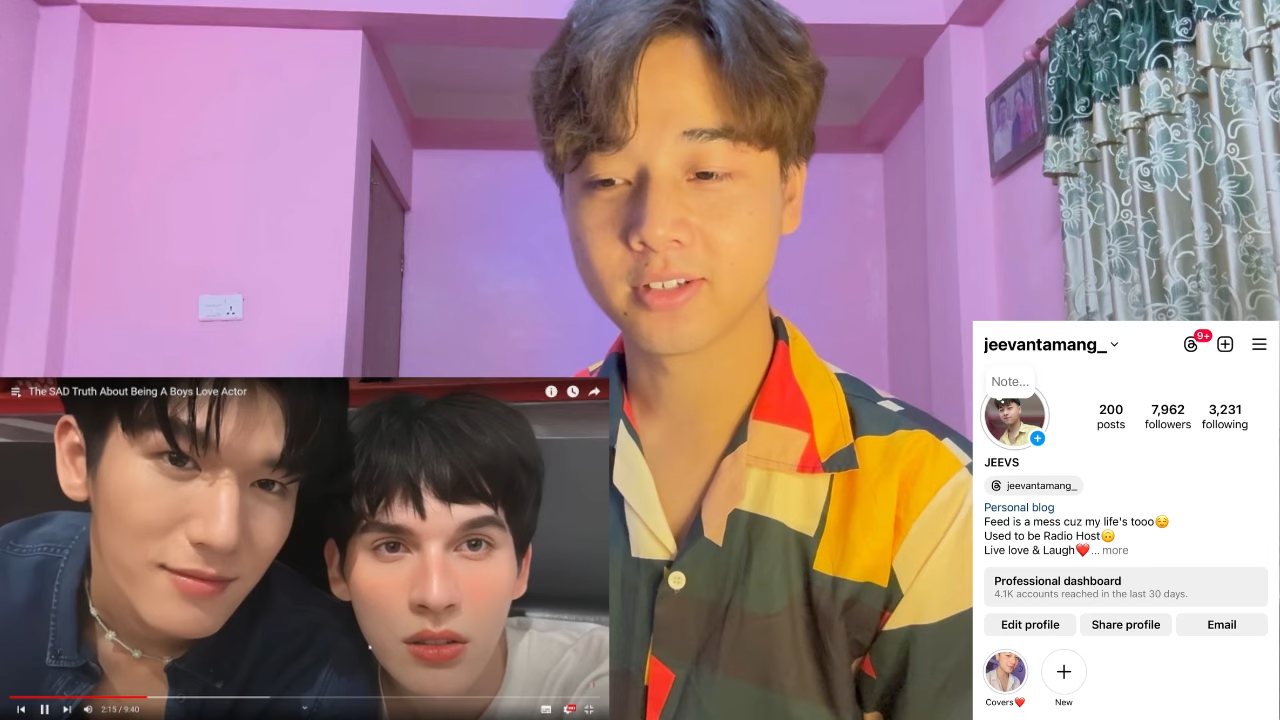 The SAD Truth About Being A Boys Love Actor
2:15 / 9:40
jeevantamang_
9+
Note...
200 7,962 3,231
posts followers following
JEEVS
jeevantamang_
Personal blog
Feed is a mess cuz my life's tooo😌
Used to be Radio Host🙃
Live love & Laugh❤️... more
Professional dashboard
4.1K accounts reached in the last 30 days.
Edit profile Share profile Email
Covers❤️ New